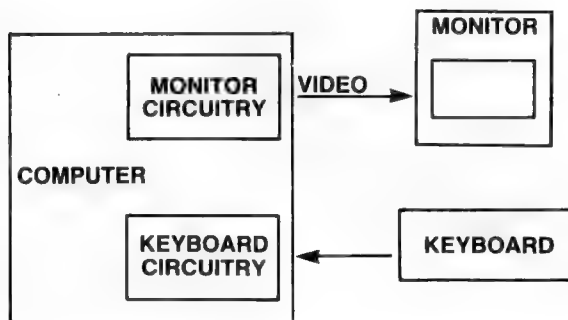 MONITOR
MONITOR
CIRCUITRY
VIDEO
COMPUTER
KEYBOARD
CIRCUITRY
KEYBOARD